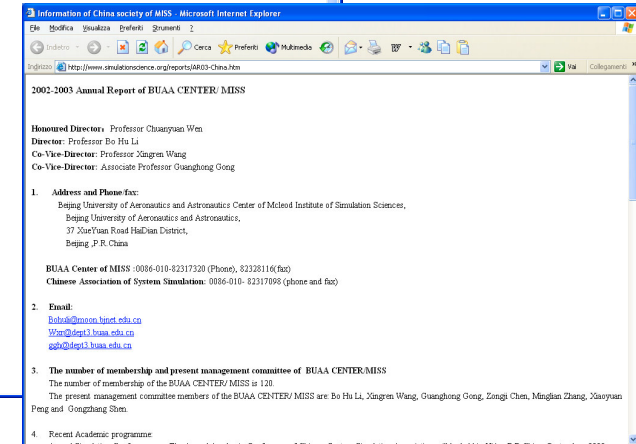 Information of China society of MISS - Microsoft Internet Explorer
File Modifica Visualizza Preferiti Strumenti ?
Indietro Cerca Preferiti Multimedia
Indirizzo http://www.simulationscience.org/reports/AR03-China.htm Vai Collegamenti
2002-2003 Annual Report of BUAA CENTER/ MISS
Honoured Director: Professor Chuanyuan Wen
Director: Professor Bo Hu Li
Co-Vice-Director: Professor Xingren Wang
Co-Vice-Director: Associate Professor Guanghong Gong
1. Address and Phone/fax:
Beijing University of Aeronautics and Astronautics Center of Mcleod Institute of Simulation Sciences,
Beijing University of Aeronautics and Astronautics,
37 XueYuan Road HaiDian District,
Beijing ,P.R.China
BUAA Center of MISS :0086-010-82317320 (Phone), 82328116(fax)
Chinese Association of System Simulation: 0086-010- 82317098 (phone and fax)
2. Email:
Bohuli@moon.bjnet.edu.cn
Wxr@dept3.buaa.edu.cn
ggh@dept3.buaa.edu.cn
3. The number of membership and present management committee of BUAA CENTER/MISS
The number of membership of the BUAA CENTER/ MISS is 120.
The present management committee members of the BUAA CENTER/ MISS are: Bo Hu Li, Xingren Wang, Guanghong Gong, Zongji Chen, Minglian Zhang, Xiaoyuan
Peng and Gongzhang Shen.
4. Recent Academic programme: